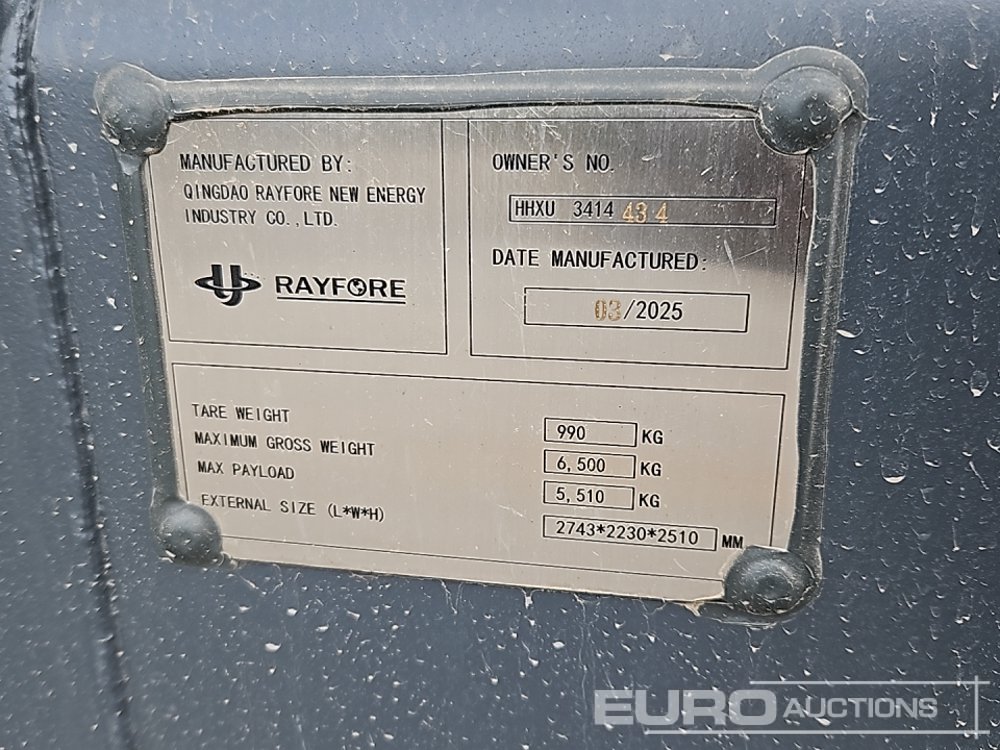 MANUFACTURED BY:
QINGDAO RAYFORE NEW ENERGY
INDUSTRY CO.,LTD.
RAYFORE
OWNER'S NO.
HHXU 3414 43 4
DATE MANUFACTURED:
03/2025
TARE WEIGHT 990 KG
MAXIMUM GROSS WEIGHT 6,500 KG
MAX PAYLOAD 5,510 KG
EXTERNAL SIZE (L*W*H) 2743*2230*2510 MM
EURO AUCTIONS